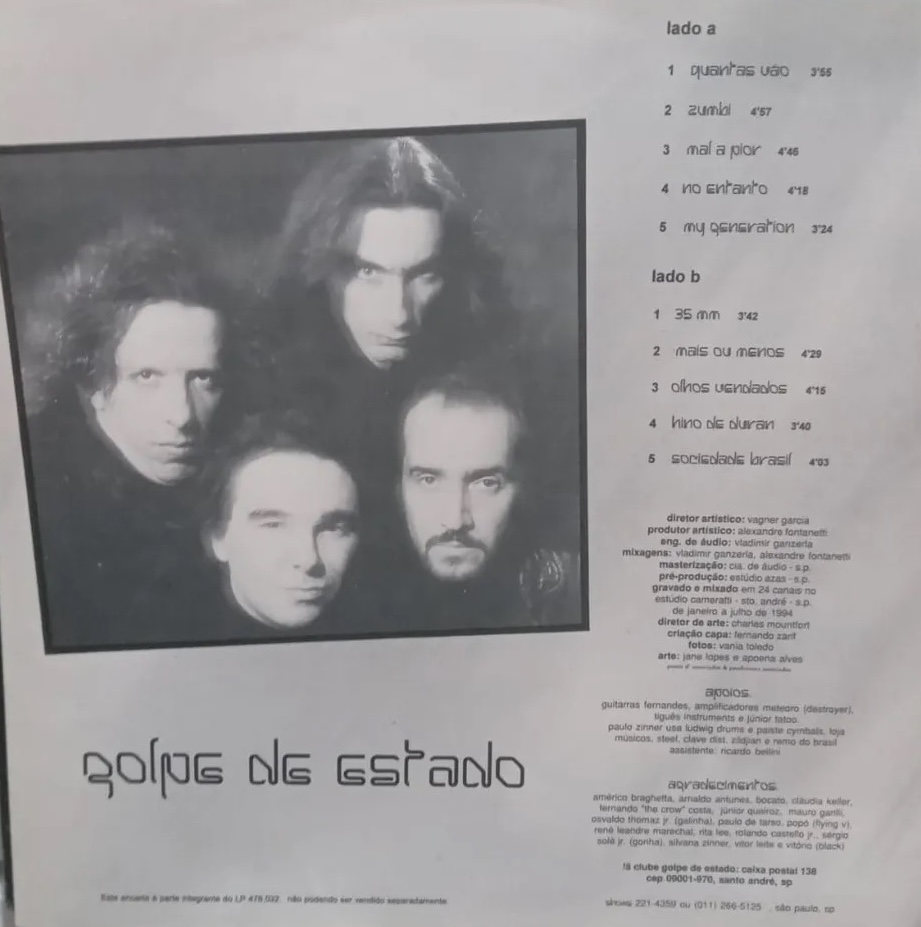 lado a
1 quantas vão 3'55
2 zumbi 4'57
3 mal a pior 4'46
4 no entanto 4'18
5 my generation 3'24
lado b
1 35 mm 3'42
2 mais ou menos 4'29
3 olhos vendados 4'15
4 hino de duran 3'40
5 sociedade brasil 4'03
diretor artístico: vagner garcia
produtor artístico: alexandre fontanetti
eng. de áudio: vladimir ganzerla
mixagens: vladimir ganzerla, alexandre fontanetti
masterização: cia. de áudio - s.p.
pré-produção: estúdio azas - s.p.
gravado e mixado em 24 canais no
estúdio cameratti - sto. andré - s.p.
de janeiro a julho de 1994
diretor de arte: charles mountfort
criação capa: fernando zarif
fotos: vania toledo
arte: jane lopes e apoena alves
apoios
guitarras fernandes, amplificadores meteoro (destroyer),
liguês instruments e júnior tatoo.
paulo zinner usa ludwig drums e paiste cymbals, loja
músicos, steel, clave dist. zildjian e remo do brasil
assistente: ricardo bellini
agradecimentos
américo braghetta, arnaldo antunes, bocato, claudia keller,
fernando "the crow" costa, júnior queiroz, mauro
osvaldo thomaz jr. (galinha), paulo de tarso, popó (flying v),
rené leandre marechal, rita lee, rolando castello jr., sérgio
solá jr. (goriha), silvana zinner, vitor leite e vitório (black)
fã clube golpe de estado: caixa postal 138
cep 09001-970, santo andré, sp
shows 221-4359 ou (011) 266-5125 , são paulo, sp
golpe de estado
Este encarte é parte integrante do LP 476.032 não podendo ser vendido separadamente